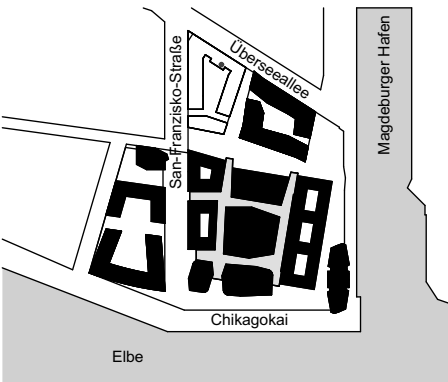 Überseeallee
San-Franzisko-Straße
Magdeburger Hafen
Chikagokai
Elbe